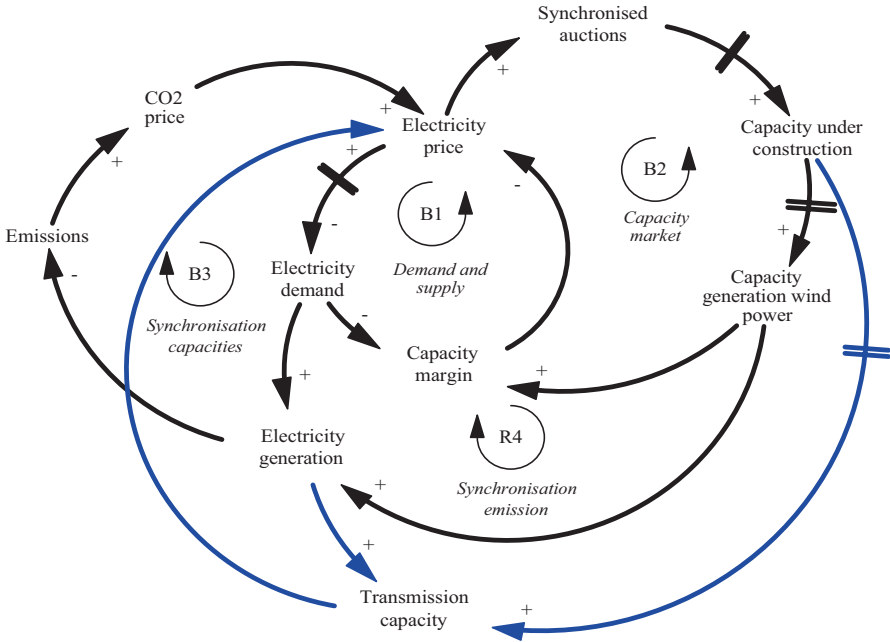 Synchronised
auctions
+
+
CO2
price
+
Electricity
price
+
+
-
-
Capacity under
construction
+
B1
Demand and
supply
B2
Capacity
market
Emissions
-
B3
Synchronisation
capacities
Electricity
demand
-
+
Capacity
generation wind
power
Capacity
margin
+
+
Electricity
generation
R4
Synchronisation
emission
+
+
Transmission
capacity
+